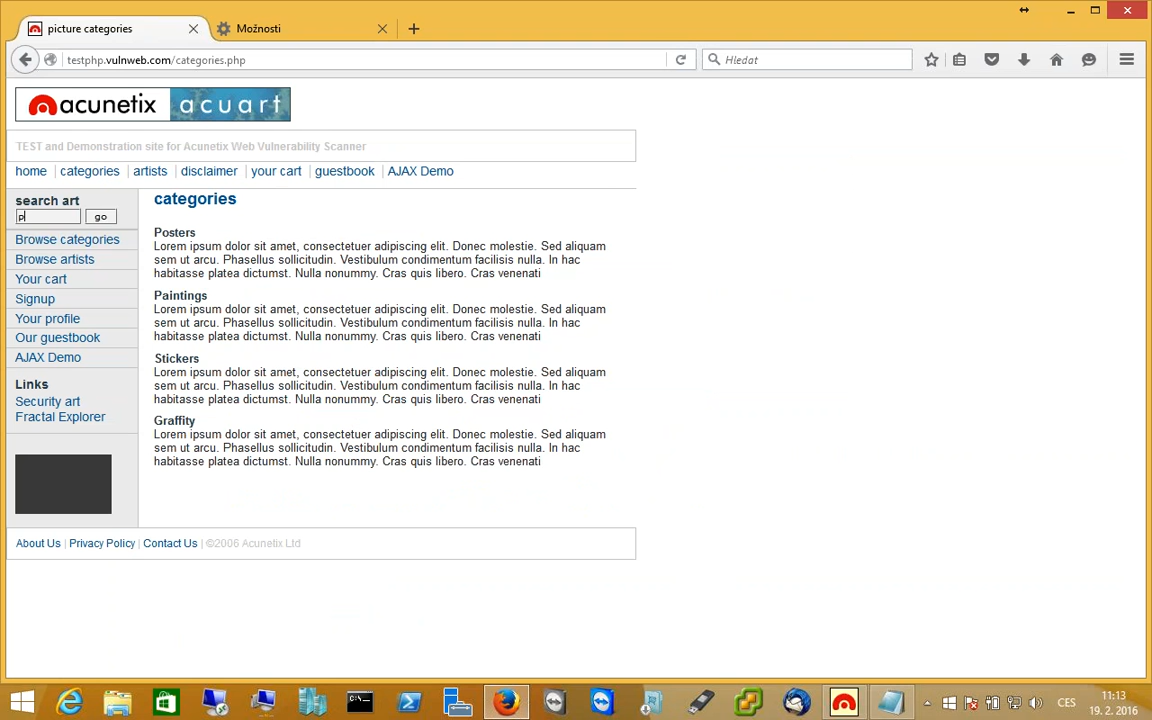 picture categories
Možnosti
testphp.vulnweb.com/categories.php
Hledat
acunetix acuart
TEST and Demonstration site for Acunetix Web Vulnerability Scanner
home | categories | artists | disclaimer | your cart | guestbook | AJAX Demo
search art
p
go
Browse categories
Browse artists
Your cart
Signup
Your profile
Our guestbook
AJAX Demo
Links
Security art
Fractal Explorer
categories
Posters
Lorem ipsum dolor sit amet, consectetuer adipiscing elit. Donec molestie. Sed aliquam
sem ut arcu. Phasellus sollicitudin. Vestibulum condimentum facilisis nulla. In hac
habitasse platea dictumst. Nulla nonummy. Cras quis libero. Cras venenati
Paintings
Lorem ipsum dolor sit amet, consectetuer adipiscing elit. Donec molestie. Sed aliquam
sem ut arcu. Phasellus sollicitudin. Vestibulum condimentum facilisis nulla. In hac
habitasse platea dictumst. Nulla nonummy. Cras quis libero. Cras venenati
Stickers
Lorem ipsum dolor sit amet, consectetuer adipiscing elit. Donec molestie. Sed aliquam
sem ut arcu. Phasellus sollicitudin. Vestibulum condimentum facilisis nulla. In hac
habitasse platea dictumst. Nulla nonummy. Cras quis libero. Cras venenati
Graffity
Lorem ipsum dolor sit amet, consectetuer adipiscing elit. Donec molestie. Sed aliquam
sem ut arcu. Phasellus sollicitudin. Vestibulum condimentum facilisis nulla. In hac
habitasse platea dictumst. Nulla nonummy. Cras quis libero. Cras venenati
About Us | Privacy Policy | Contact Us | ©2006 Acunetix Ltd
CES
11:13
19. 2. 2016